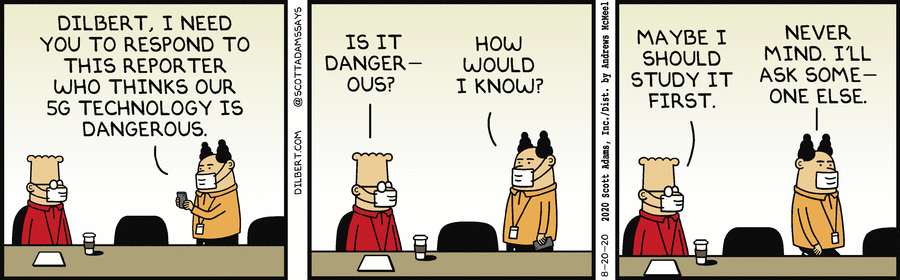 DILBERT, I NEED
YOU TO RESPOND TO
THIS REPORTER
WHO THINKS OUR
5G TECHNOLOGY IS
DANGEROUS.
DILBERT.COM @SCOTTADAMSSAYS
IS IT
DANGER—
OUS?
HOW
WOULD
I KNOW?
8-20-20 2020 Scott Adams, Inc./Dist. by Andrews McMeel
MAYBE I
SHOULD
STUDY IT
FIRST.
NEVER
MIND. I'LL
ASK SOME—
ONE ELSE.